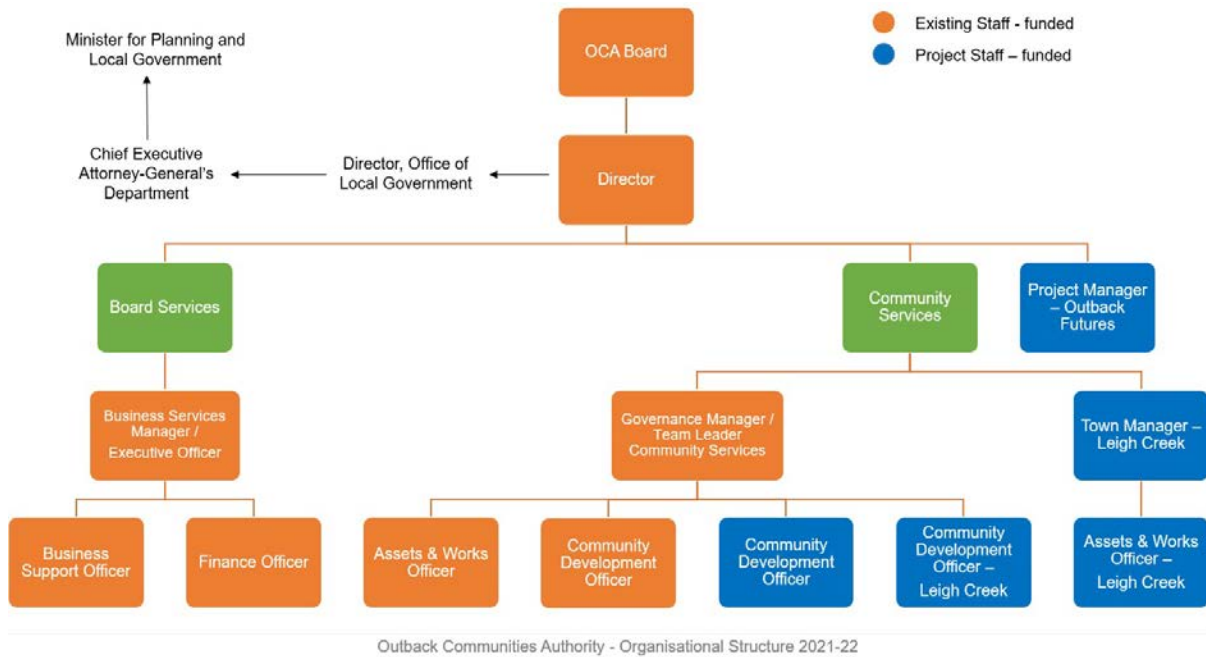 Minister for Planning and
Local Government
OCA Board
Existing Staff - funded
Project Staff – funded
Chief Executive
Attorney-General's
Department
Director, Office of
Local Government
Director
Board Services
Community
Services
Project Manager
– Outback
Futures
Business Services
Manager /
Executive Officer
Governance Manager /
Team Leader
Community Services
Town Manager –
Leigh Creek
Business
Support Officer
Finance Officer
Assets & Works
Officer
Community
Development
Officer
Community
Development
Officer
Community
Development
Officer –
Leigh Creek
Assets & Works
Officer –
Leigh Creek
Outback Communities Authority - Organisational Structure 2021-22